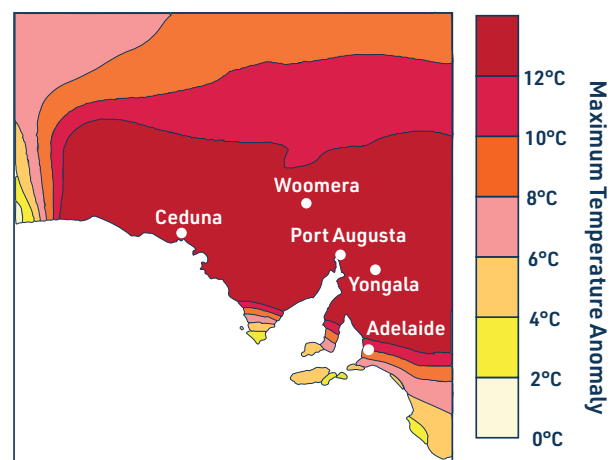 Woomera
Ceduna
Port Augusta
Yongala
Adelaide
12°C
10°C
8°C
6°C
4°C
2°C
0°C
Maximum Temperature Anomaly